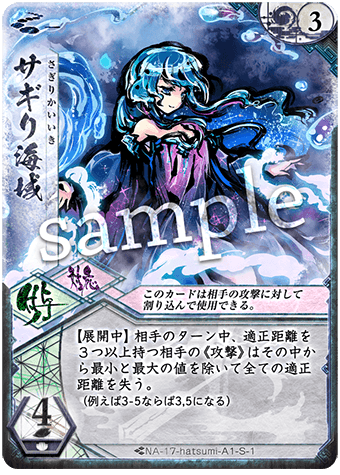 3
さぎりかいいき
サギリ海域
sample
付与
対応
このカードは相手の攻撃に対して
割り込んで使用できる。
【展開中】相手のターン中、適正距離を
３つ以上持つ相手の《攻撃》はその中か
ら最小と最大の値を除いて全ての適正
距離を失う。
(例えば3-5ならば3,5になる)
4
NA-17-hatsumi-A1-S-1